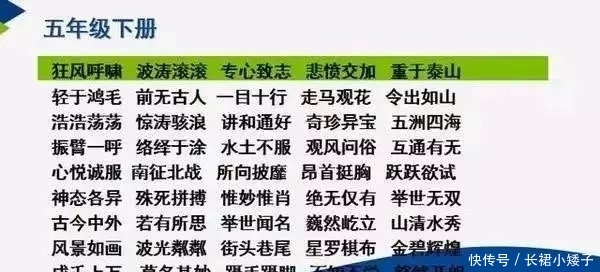 五年级下册
狂风呼啸 波涛滚滚 专心致志 悲愤交加 重于泰山
轻于鸿毛 前无古人 一目十行 走马观花 令出如山
浩浩荡荡 惊涛骇浪 讲和通好 奇珍异宝 五洲四海
振臂一呼 络绎于涂 水土不服 观风问俗 互通有无
心悦诚服 南征北战 所向披靡 昂首挺胸 跃跃欲试
神态各异 殊死拼搏 惟妙惟肖 绝无仅有 举世无双
古今中外 若有所思 举世闻名 巍然屹立 山清水秀
风景如画 波光粼粼 街头巷尾 星罗棋布 金碧辉煌
快传号 / 长裙小矮子